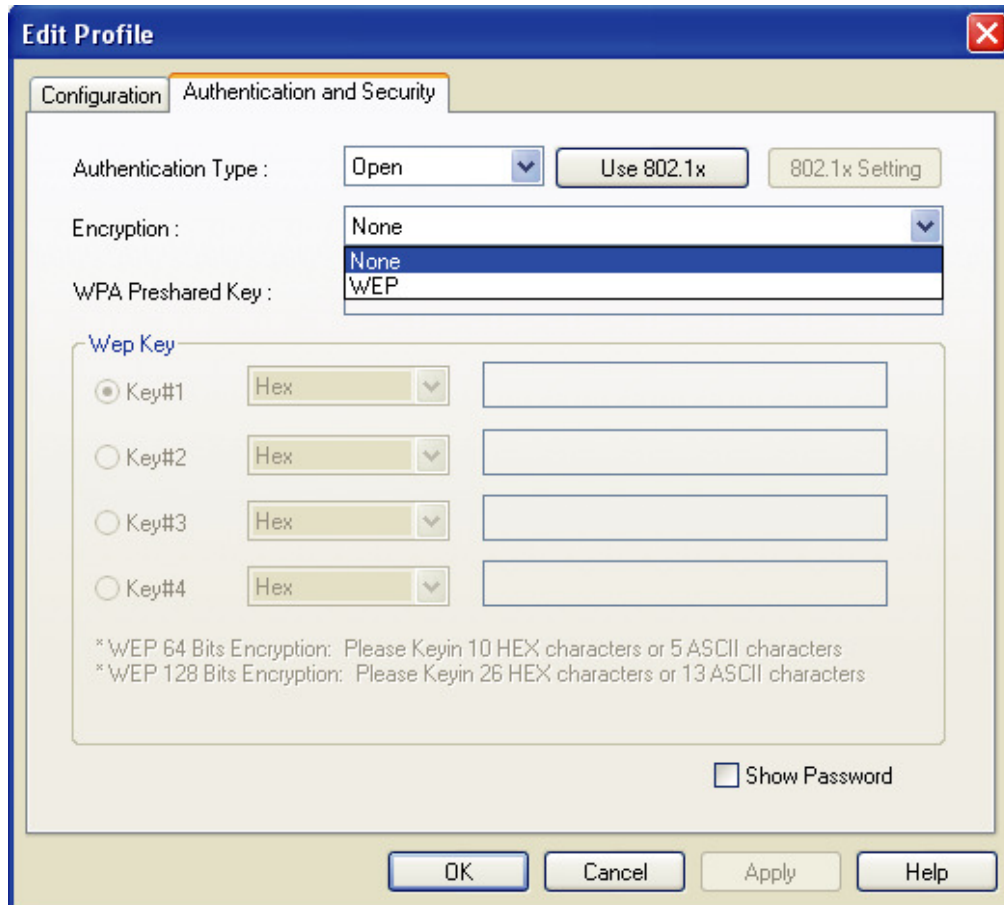 Edit Profile
Configuration Authentication and Security
Authentication Type : Open Use 802.1x 802.1x Setting
Encryption : None
None
WEP
WPA Preshared Key :
Wep Key
Key#1 Hex
Key#2 Hex
Key#3 Hex
Key#4 Hex
* WEP 64 Bits Encryption: Please Keyin 10 HEX characters or 5 ASCII characters
* WEP 128 Bits Encryption: Please Keyin 26 HEX characters or 13 ASCII characters
Show Password
OK Cancel Apply Help